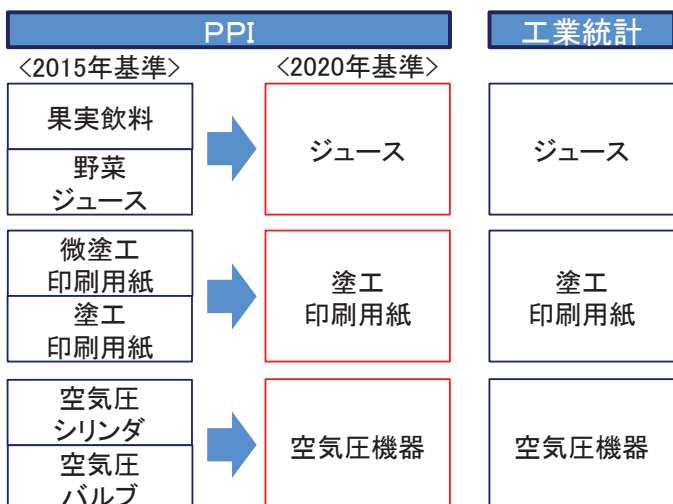 PPI
工業統計
<2015年基準>
<2020年基準>
果実飲料
野菜
ジュース
ジュース
ジュース
微塗工
印刷用紙
塗工
印刷用紙
塗工
印刷用紙
塗工
印刷用紙
空気圧
シリンダ
空気圧
バルブ
空気圧機器
空気圧機器